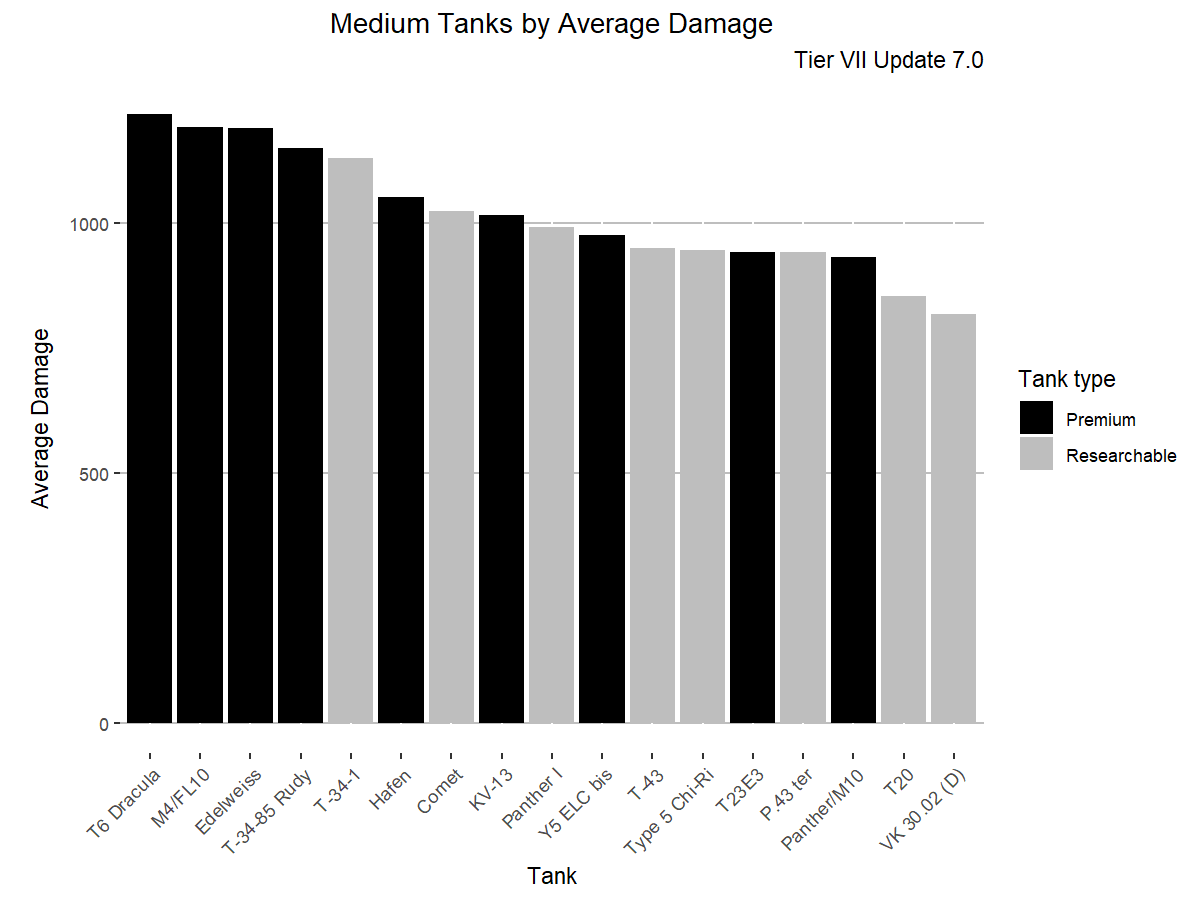 Medium Tanks by Average Damage
Tier VII Update 7.0
Average Damage
1000
500
0
T6 Dracula
M4/FL10
Edelweiss
T-34-85 Rudy
T-34-1
Hafen
Comet
KV-13
Panther I
Y5 ELC bis
T-43
Type 5 Chi-Ri
T23E3
P.43 ter
Panther/M10
T20
VK 30.02 (D)
Tank
Tank type
Premium
Researchable